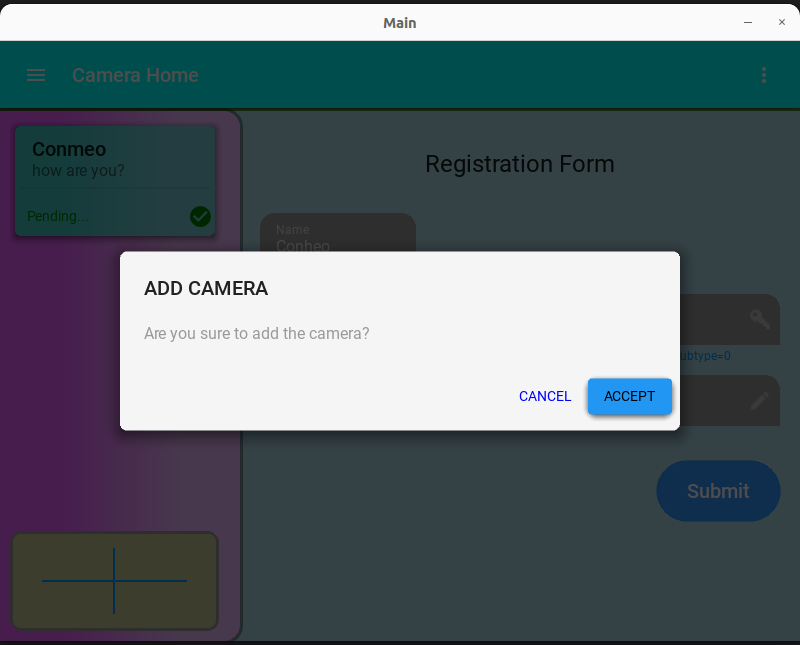 Main
Camera Home
Conmeo
how are you?
Pending...
Registration Form
Name
Conheo
ADD CAMERA
Are you sure to add the camera?
CANCEL
ACCEPT
ubtype=0
Submit